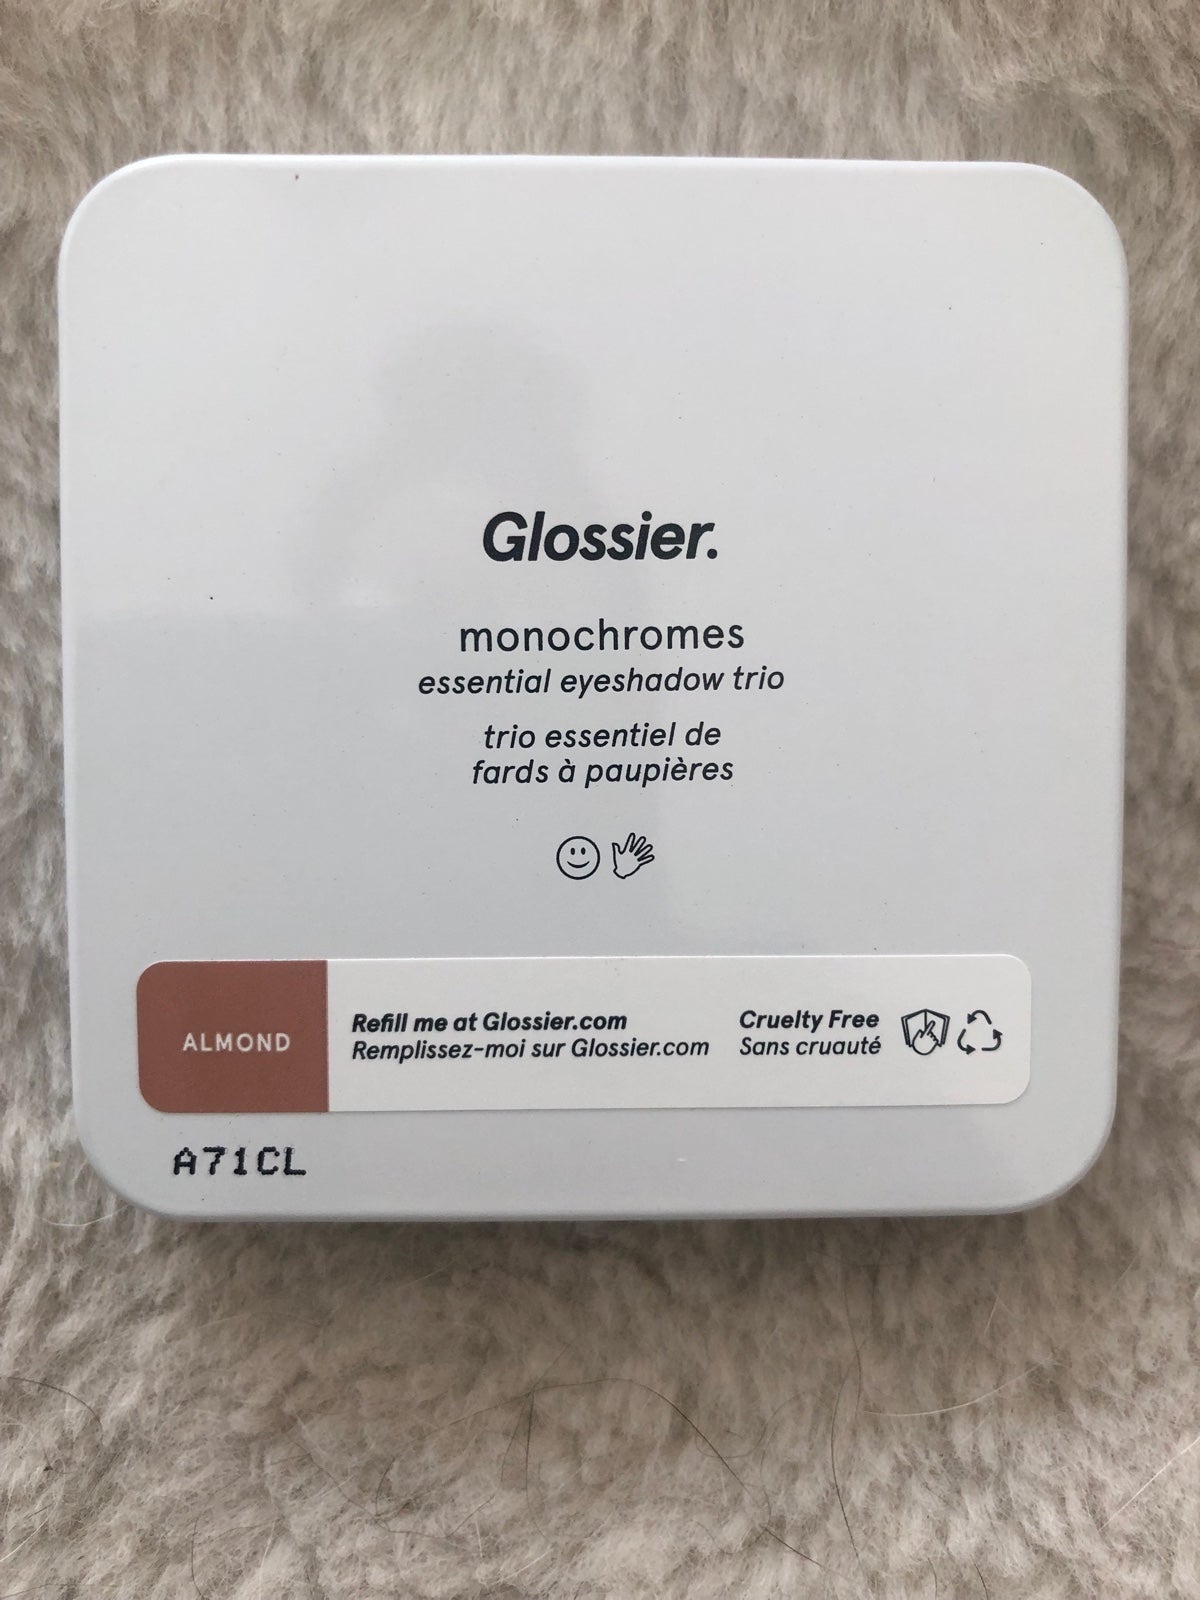 Glossier.
monochromes
essential eyeshadow trio
trio essentiel de
fards à paupières
ALMOND
Refill me at Glossier.com
Remplissez-moi sur Glossier.com
Cruelty Free
Sans cruauté
A71CL